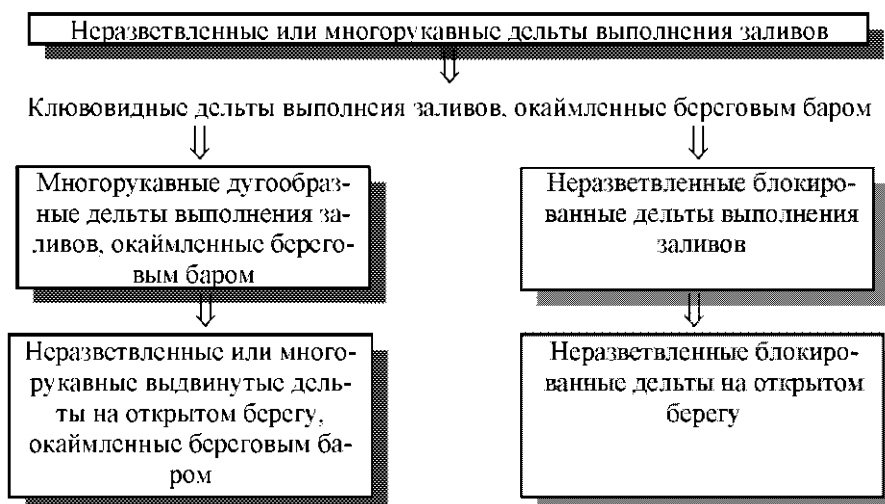 Неразветвленные или многорукавные дельты выполнения заливов
Клювовидные дельты выполнсия заливов, окаймленные береговым баром
Многорукавные дугообраз-
ные дельты выполнения за-
ливов, окаймленные берего-
вым баром
Неразветвленные блокиро-
ванные дельты выполнения
заливов
Неразветвленные или много-
рукавные выдвинутые дель-
ты на открытом берегу,
окаймленные береговым ба-
ром
Неразветвленные блокиро-
ванные дельты на открытом
берегу